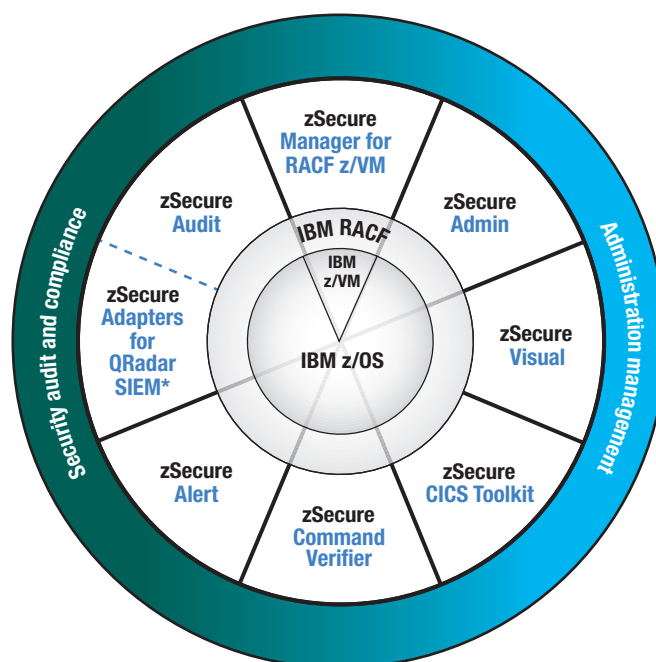 zSecure
Manager for
RACF z/VM
zSecure
Admin
zSecure
Visual
zSecure
CICS Toolkit
zSecure
Command
Verifier
zSecure
Alert
zSecure
Adapters
for
QRadar
SIEM*
zSecure
Audit
IBM RACF
IBM
z/VM
IBM z/OS
Security audit and compliance
Administration management